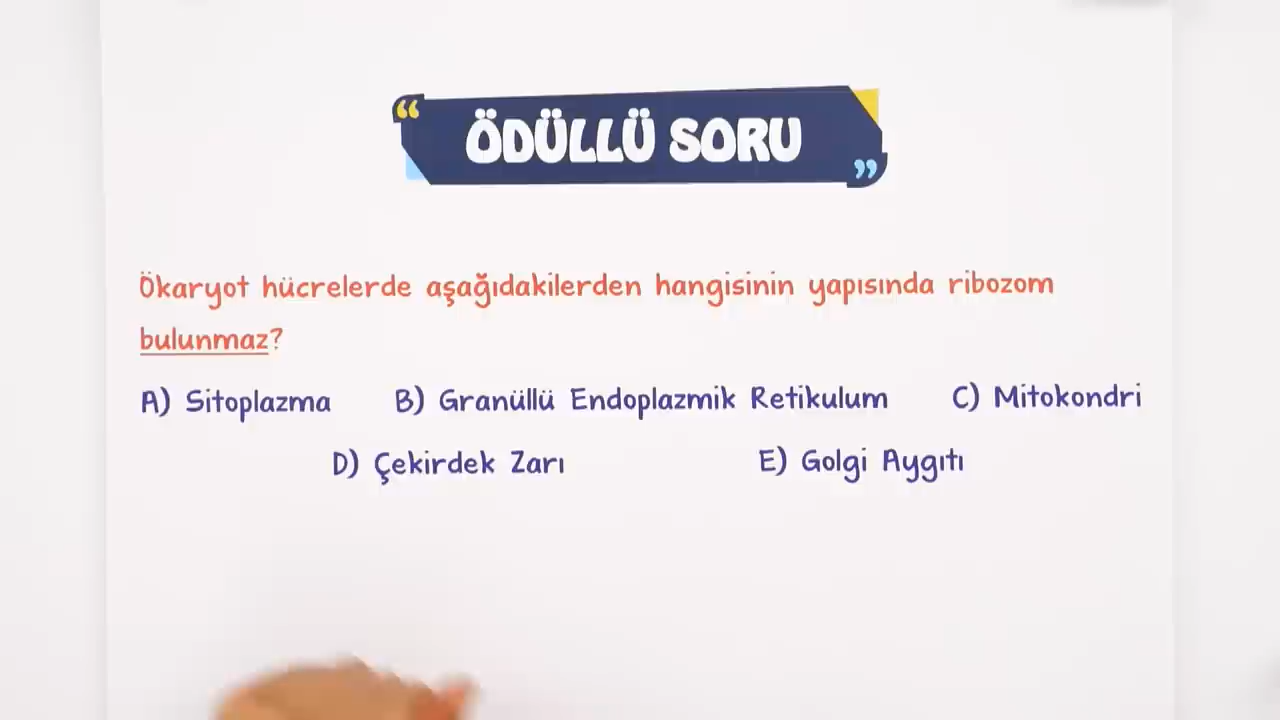 “ ÖDÜLLÜ SORU ”
Ökaryot hücrelerde aşağıdakilerden hangisinin yapısında ribozom
bulunmaz?
A) Sitoplazma B) Granüllü Endoplazmik Retikulum C) Mitokondri
D) Çekirdek Zarı E) Golgi Aygıtı